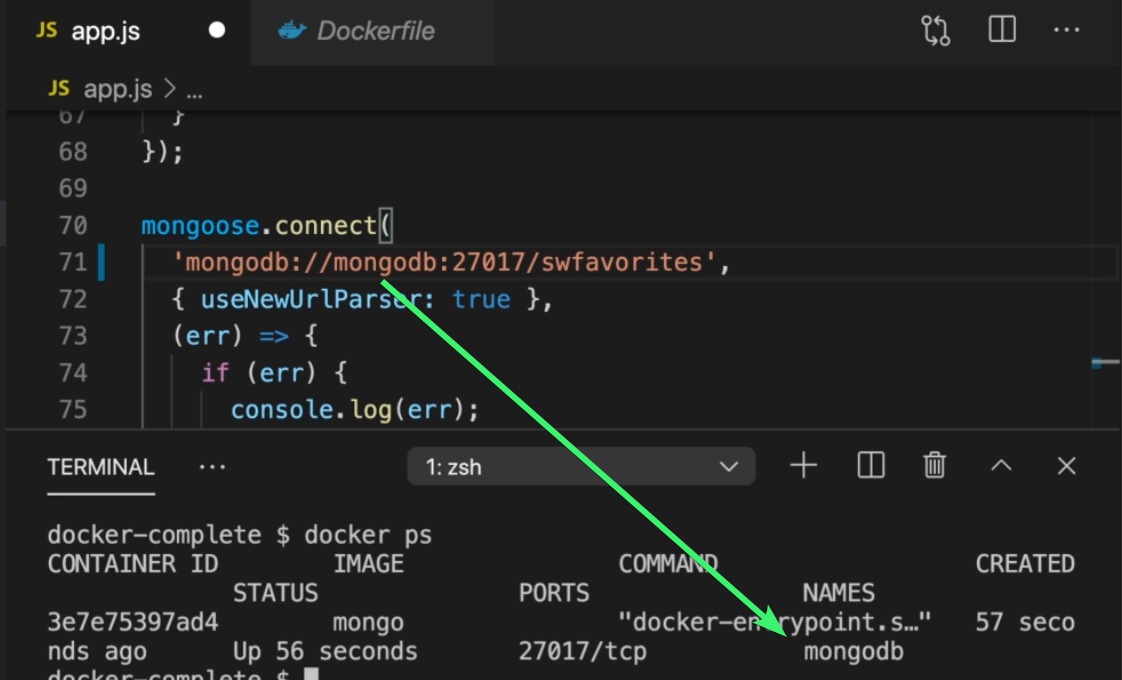 JS app.js
Dockerfile
JS app.js > ...
67 }
68 });
69
70 mongoose.connect(
71 'mongodb://mongodb:27017/swfavorites',
72 { useNewUrlParser: true },
73 (err) => {
74 if (err) {
75 console.log(err);
TERMINAL ... 1: zsh
docker-complete $ docker ps
CONTAINER ID IMAGE COMMAND CREATED
STATUS PORTS NAMES
3e7e75397ad4 mongo "docker-entrypoint.s…" 57 seco
nds ago Up 56 seconds 27017/tcp mongodb
docker-complete $